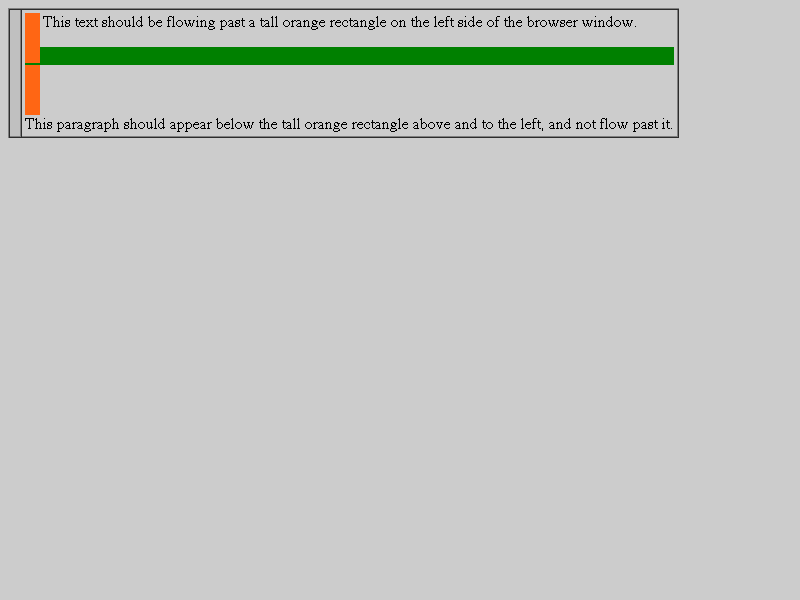 This text should be flowing past a tall orange rectangle on the left side of the browser window.
This paragraph should appear below the tall orange rectangle above and to the left, and not flow past it.